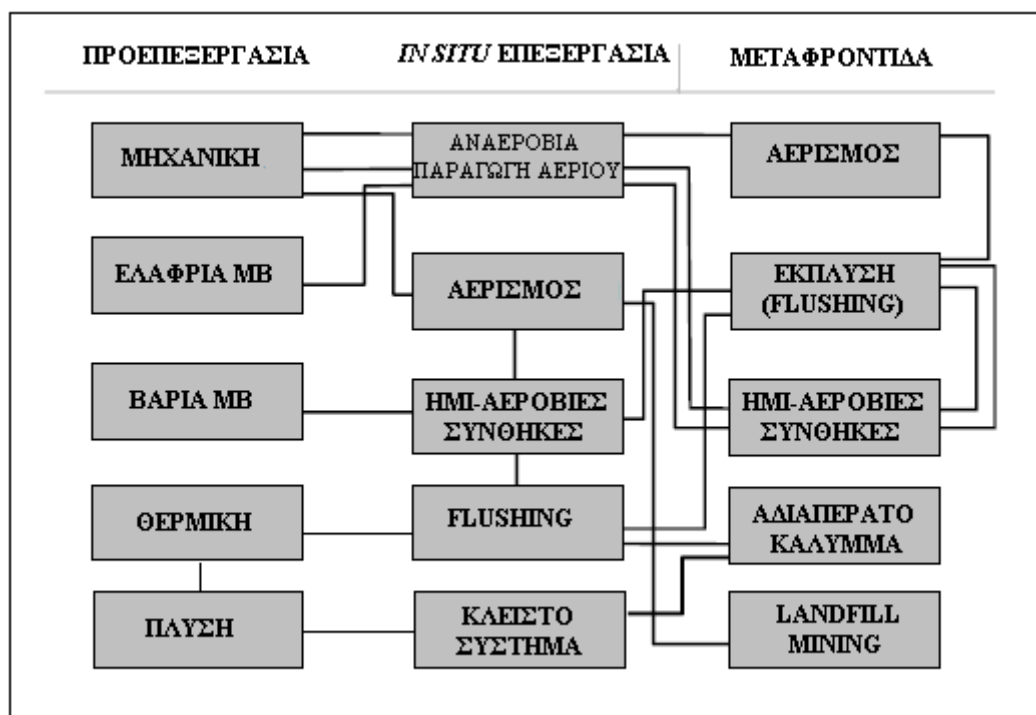 ΠΡΟΕΠΕΞΕΡΓΑΣΙΑ
IN SITU ΕΠΕΞΕΡΓΑΣΙΑ
ΜΕΤΑΦΡΟΝΤΙΔΑ
ΜΗΧΑΝΙΚΗ
ΑΝΑΕΡΟΒΙΑ
ΠΑΡΑΓΩΓΗ ΑΕΡΙΟΥ
ΑΕΡΙΣΜΟΣ
ΕΛΑΦΡΙΑ ΜΒ
ΑΕΡΙΣΜΟΣ
ΕΚΠΛΥΣΗ
(FLUSHING)
ΒΑΡΙΑ ΜΒ
ΗΜΙ-ΑΕΡΟΒΙΕΣ
ΣΥΝΘΗΚΕΣ
ΗΜΙ-ΑΕΡΟΒΙΕΣ
ΣΥΝΘΗΚΕΣ
ΘΕΡΜΙΚΗ
FLUSHING
ΑΔΙΑΠΕΡΑΤΟ
ΚΑΛΥΜΜΑ
ΠΛΥΣΗ
ΚΛΕΙΣΤΟ
ΣΥΣΤΗΜΑ
LANDFILL
MINING